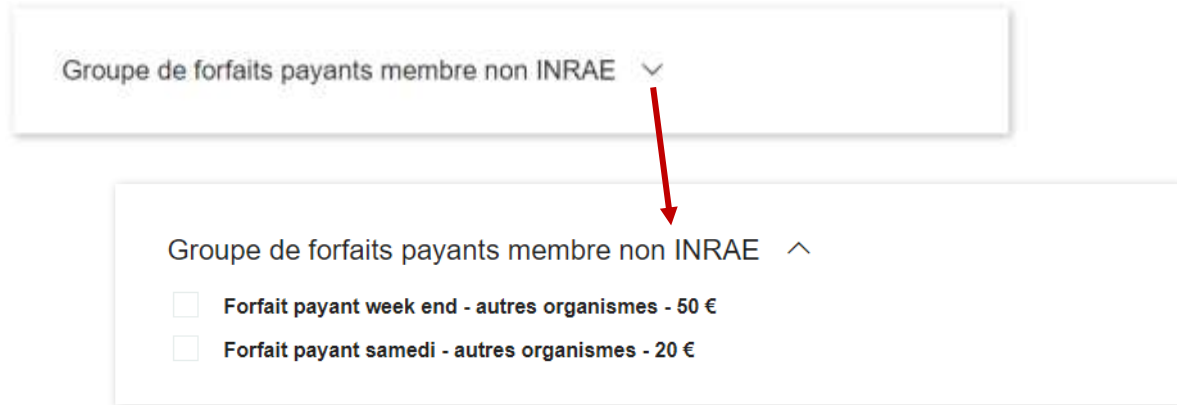 Groupe de forfaits payants membre non INRAE
Groupe de forfaits payants membre non INRAE
Forfait payant week end - autres organismes - 50 €
Forfait payant samedi - autres organismes - 20 €